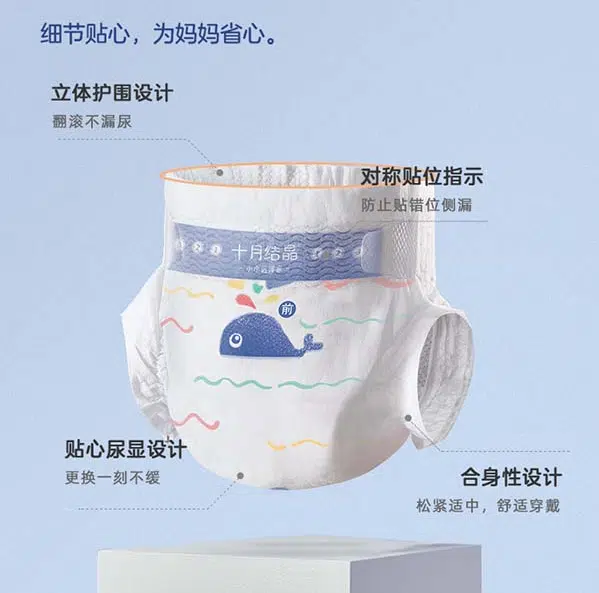 细节贴心，为妈妈省心。
立体护围设计
翻滚不漏尿
对称贴位指示
防止贴错位侧漏
十月结晶
前
贴心尿显设计
更换一刻不缓
合身性设计
松紧适中，舒适穿戴